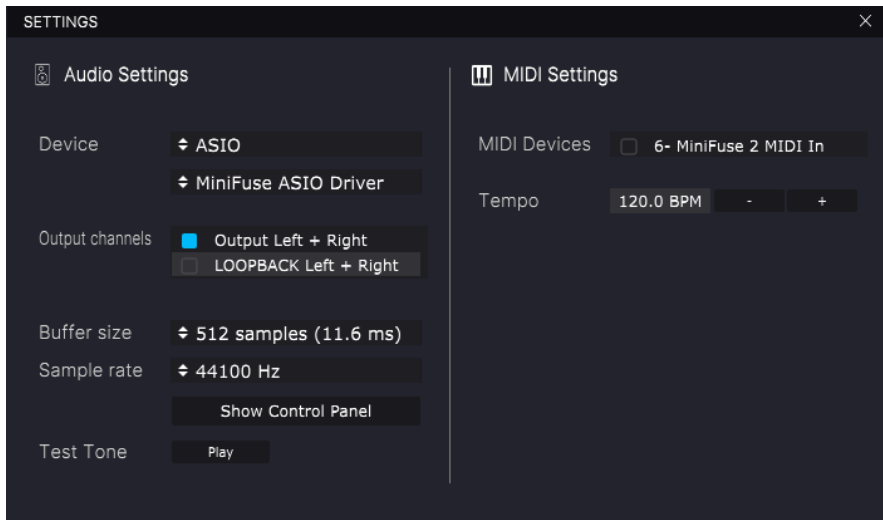 SETTINGS
Audio Settings
Device
ASIO
MiniFuse ASIO Driver
Output channels
Output Left + Right
LOOPBACK Left + Right
Buffer size
512 samples (11.6 ms)
Sample rate
44100 Hz
Show Control Panel
Test Tone
Play
MIDI Settings
MIDI Devices
6- MiniFuse 2 MIDI In
Tempo
120.0 BPM
-
+